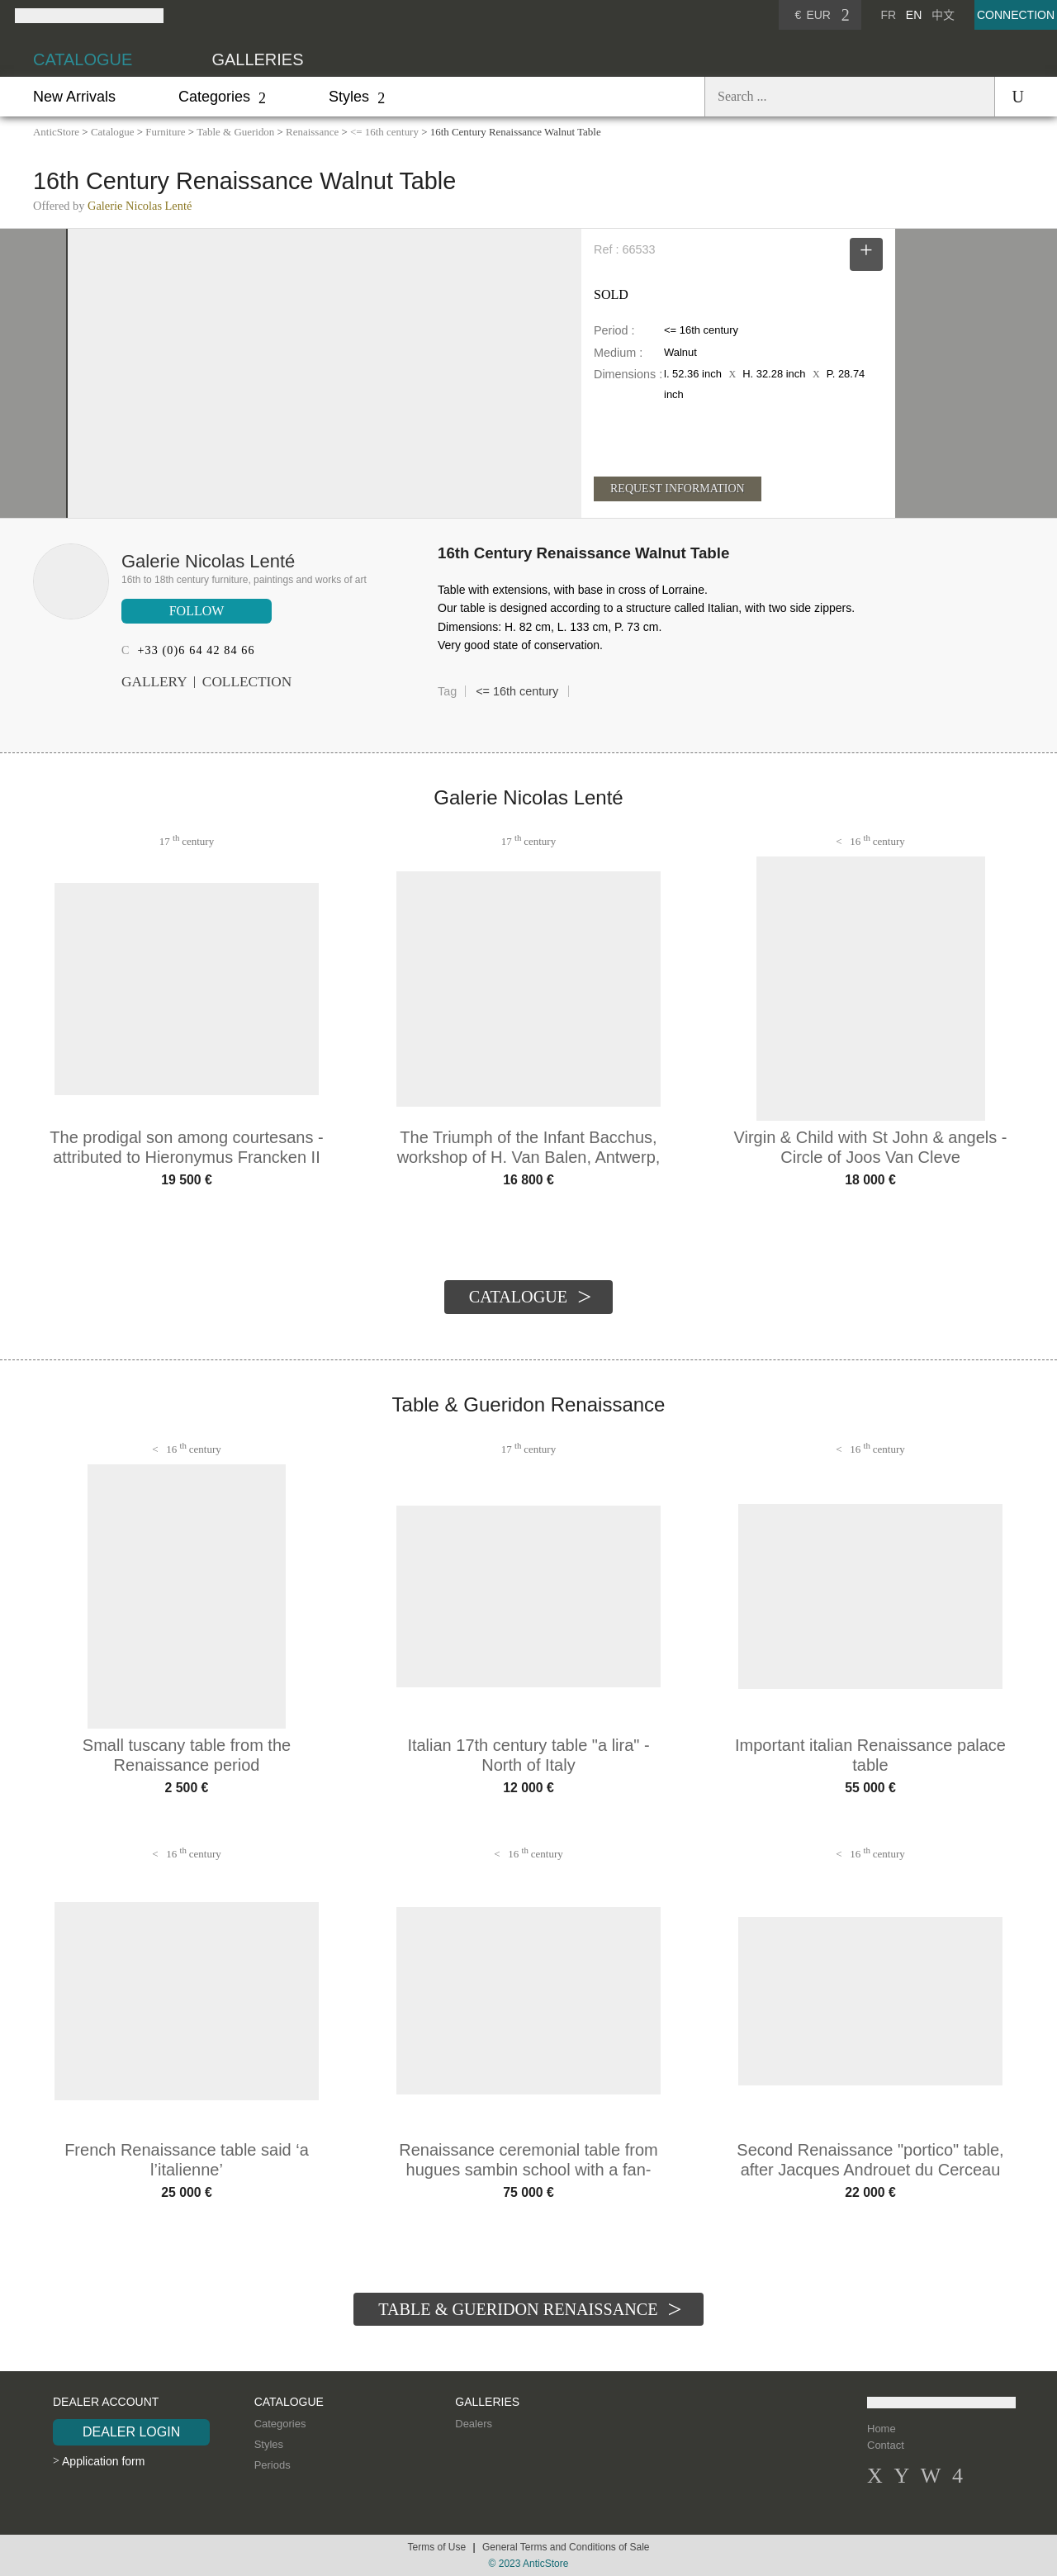 € EUR 2 FR EN 中文 CONNECTION
CATALOGUE GALLERIES
New Arrivals Categories 2 Styles 2 Search ... U
AnticStore > Catalogue > Furniture > Table & Gueridon > Renaissance > <= 16th century > 16th Century Renaissance Walnut Table
16th Century Renaissance Walnut Table
Offered by Galerie Nicolas Lenté
Ref : 66533 +
SOLD
Period : <= 16th century
Medium : Walnut
Dimensions : l. 52.36 inch X H. 32.28 inch X P. 28.74
inch
REQUEST INFORMATION
Galerie Nicolas Lenté
16th to 18th century furniture, paintings and works of art
FOLLOW
C +33 (0)6 64 42 84 66
GALLERY | COLLECTION
16th Century Renaissance Walnut Table
Table with extensions, with base in cross of Lorraine.
Our table is designed according to a structure called Italian, with two side zippers.
Dimensions: H. 82 cm, L. 133 cm, P. 73 cm.
Very good state of conservation.
Tag | <= 16th century |
Galerie Nicolas Lenté
17 th century 17 th century < 16 th century
The prodigal son among courtesans -
attributed to Hieronymus Francken II
19 500 €
The Triumph of the Infant Bacchus,
workshop of H. Van Balen, Antwerp,
16 800 €
Virgin & Child with St John & angels -
Circle of Joos Van Cleve
18 000 €
CATALOGUE >
Table & Gueridon Renaissance
< 16 th century 17 th century < 16 th century
Small tuscany table from the
Renaissance period
2 500 €
Italian 17th century table "a lira" -
North of Italy
12 000 €
Important italian Renaissance palace
table
55 000 €
< 16 th century < 16 th century < 16 th century
French Renaissance table said ‘a
l’italienne’
25 000 €
Renaissance ceremonial table from
hugues sambin school with a fan-
75 000 €
Second Renaissance "portico" table,
after Jacques Androuet du Cerceau
22 000 €
TABLE & GUERIDON RENAISSANCE >
DEALER ACCOUNT
DEALER LOGIN
> Application form
CATALOGUE
Categories
Styles
Periods
GALLERIES
Dealers
Home
Contact
X Y W 4
Terms of Use | General Terms and Conditions of Sale
© 2023 AnticStore